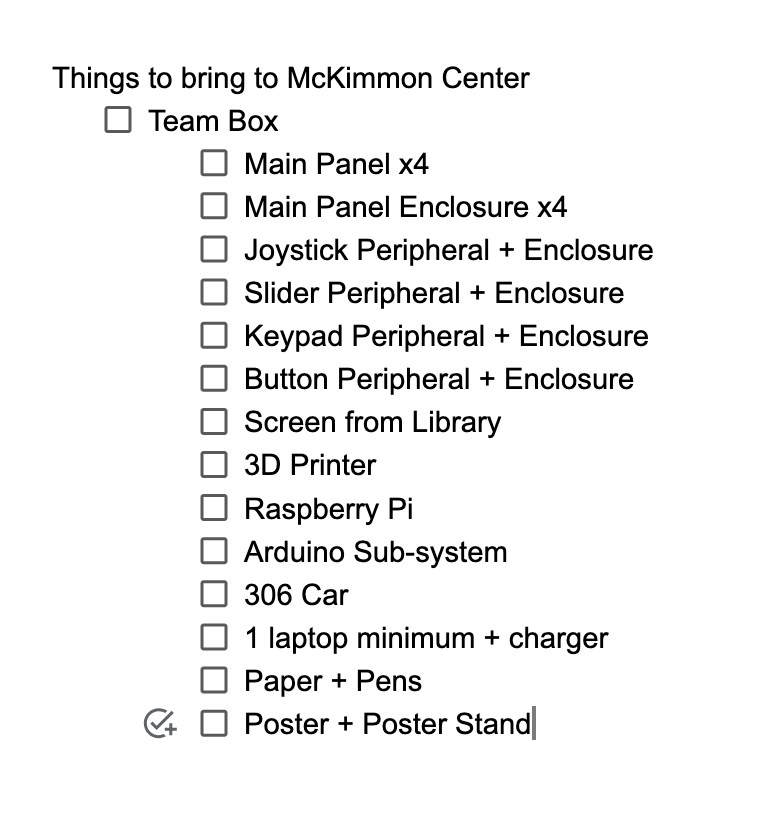 Things to bring to McKimmon Center
Team Box
Main Panel x4
Main Panel Enclosure x4
Joystick Peripheral + Enclosure
Slider Peripheral + Enclosure
Keypad Peripheral + Enclosure
Button Peripheral + Enclosure
Screen from Library
3D Printer
Raspberry Pi
Arduino Sub-system
306 Car
1 laptop minimum + charger
Paper + Pens
Poster + Poster Stand